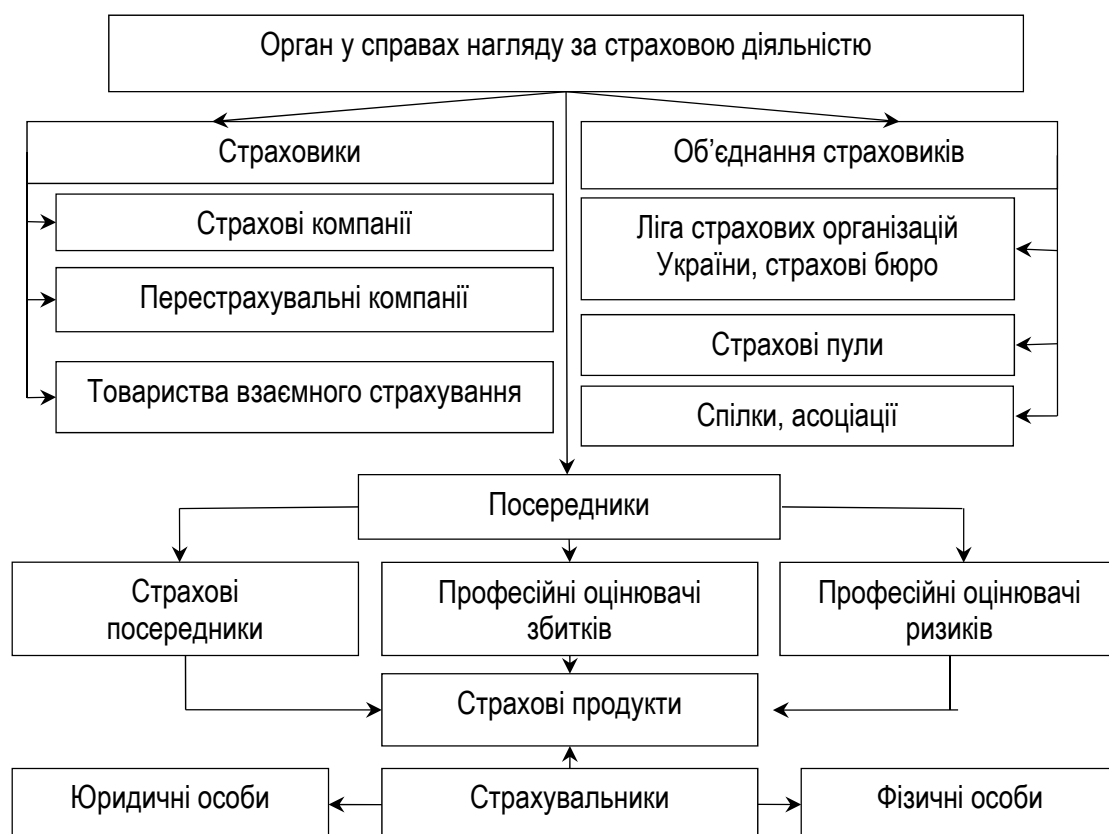 Орган у справах нагляду за страховою діяльністю
Страховики
Об’єднання страховиків
Страхові компанії
Ліга страхових організацій
України, страхові бюро
Перестрахувальні компанії
Страхові пули
Товариства взаємного страхування
Спілки, асоціації
Посередники
Страхові
посередники
Професійні оцінювачі
збитків
Професійні оцінювачі
ризиків
Страхові продукти
Юридичні особи
Страхувальники
Фізичні особи